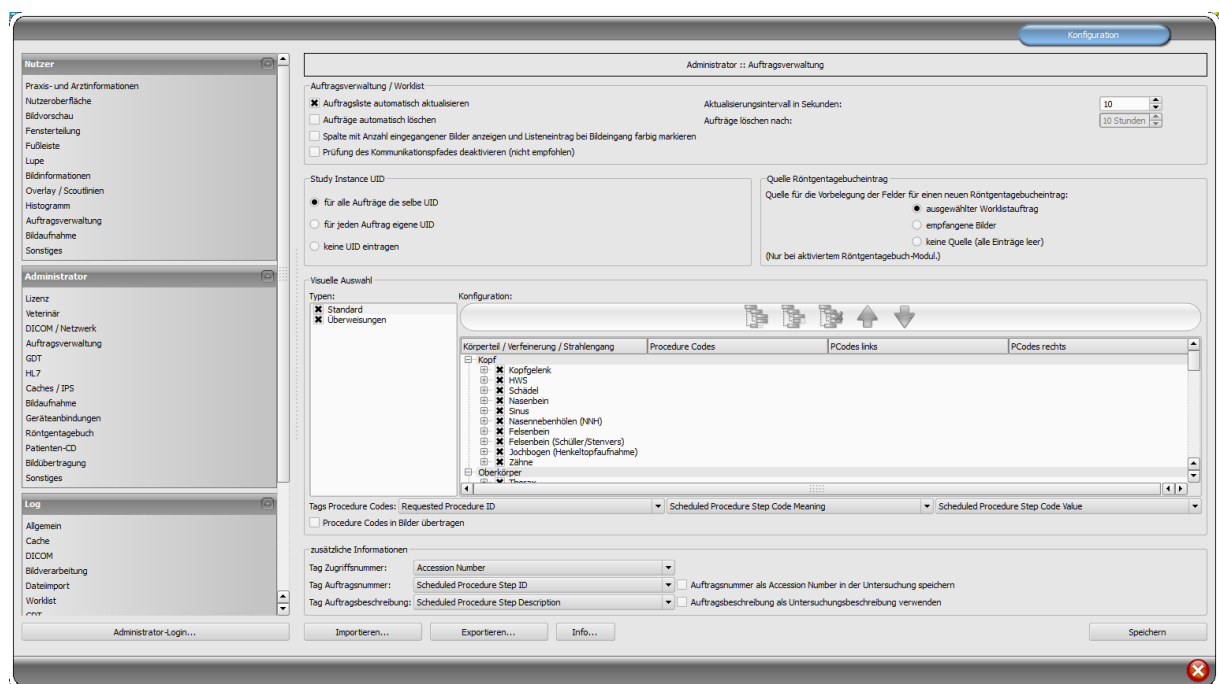 Konfiguration
Nutzer
Praxis- und Arztinformationen
Nutzeroberfläche
Bildvorschau
Fensterteilung
Fußleiste
Lupe
Bildinformationen
Overlay / Scoutlinien
Histogramm
Auftragsverwaltung
Bildaufnahme
Sonstiges
Administrator
Lizenz
Veterinär
DICOM / Netzwerk
Auftragsverwaltung
GDT
HL7
Caches / IPS
Bildaufnahme
Geräteanbindungen
Röntgentagebuch
Patienten-CD
Bildübertragung
Sonstiges
Log
Allgemein
Cache
DICOM
Bildverarbeitung
Dateiimport
Worklist
GDT
Administrator-Login...
Administrator :: Auftragsverwaltung
Auftragsverwaltung / Worklist
Auftragsliste automatisch aktualisieren Aktualisierungsintervall in Sekunden: 10
Aufträge automatisch löschen Aufträge löschen nach: 10 Stunden
Spalte mit Anzahl eingegangener Bilder anzeigen und Listeneintrag bei Bildeingang farbig markieren
Prüfung des Kommunikationspfades deaktivieren (nicht empfohlen)
Study Instance UID
für alle Aufträge die selbe UID
für jeden Auftrag eigene UID
keine UID eintragen
Quelle Röntgentagebucheintrag
Quelle für die Vorbelegung der Felder für einen neuen Röntgentagebucheintrag:
ausgewählter Worklistauftrag
empfangene Bilder
keine Quelle (alle Einträge leer)
(Nur bei aktiviertem Röntgentagebuch-Modul.)
Visuelle Auswahl
Typen:
Standard
Überweisungen
Konfiguration:
Körperteil / Verfeinerung / Strahlengang Procedure Codes PCodes links PCodes rechts
Kopf
Kopfgelenk
HWS
Schädel
Nasenbein
Sinus
Nasennebenhölen (NNH)
Felsenbein
Felsenbein (Schüller/Stenvers)
Jochbogen (Henkeltopfaufnahme)
Zähne
Oberkörper
Thorax
Tags Procedure Codes: Requested Procedure ID Scheduled Procedure Step Code Meaning Scheduled Procedure Step Code Value
Procedure Codes in Bilder übertragen
zusätzliche Informationen
Tag Zugriffsnummer: Accession Number
Tag Auftragsnummer: Scheduled Procedure Step ID Auftragsnummer als Accession Number in der Untersuchung speichern
Tag Auftragsbeschreibung: Scheduled Procedure Step Description Auftragsbeschreibung als Untersuchungsbeschreibung verwenden
Importieren... Exportieren... Info... Speichern